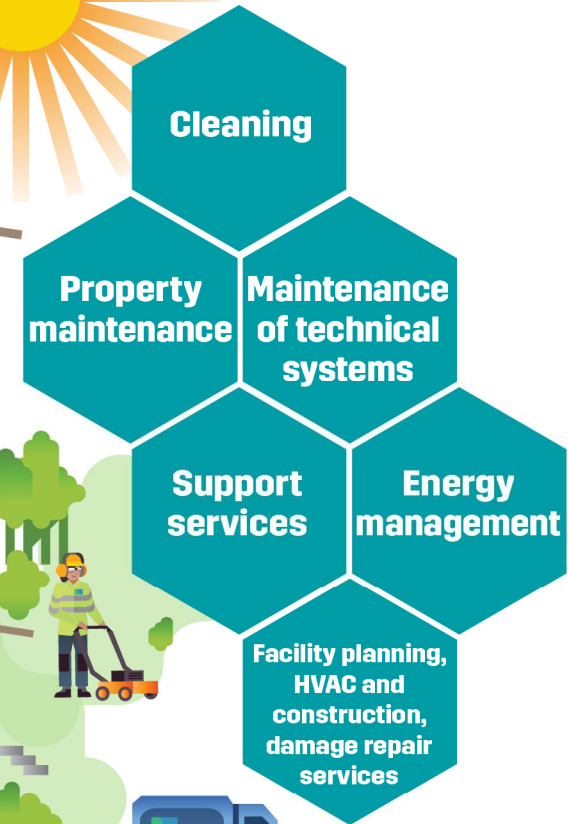 Cleaning
Property
maintenance
Maintenance
of technical
systems
Support
services
Energy
management
Facility planning,
HVAC and
construction,
damage repair
services